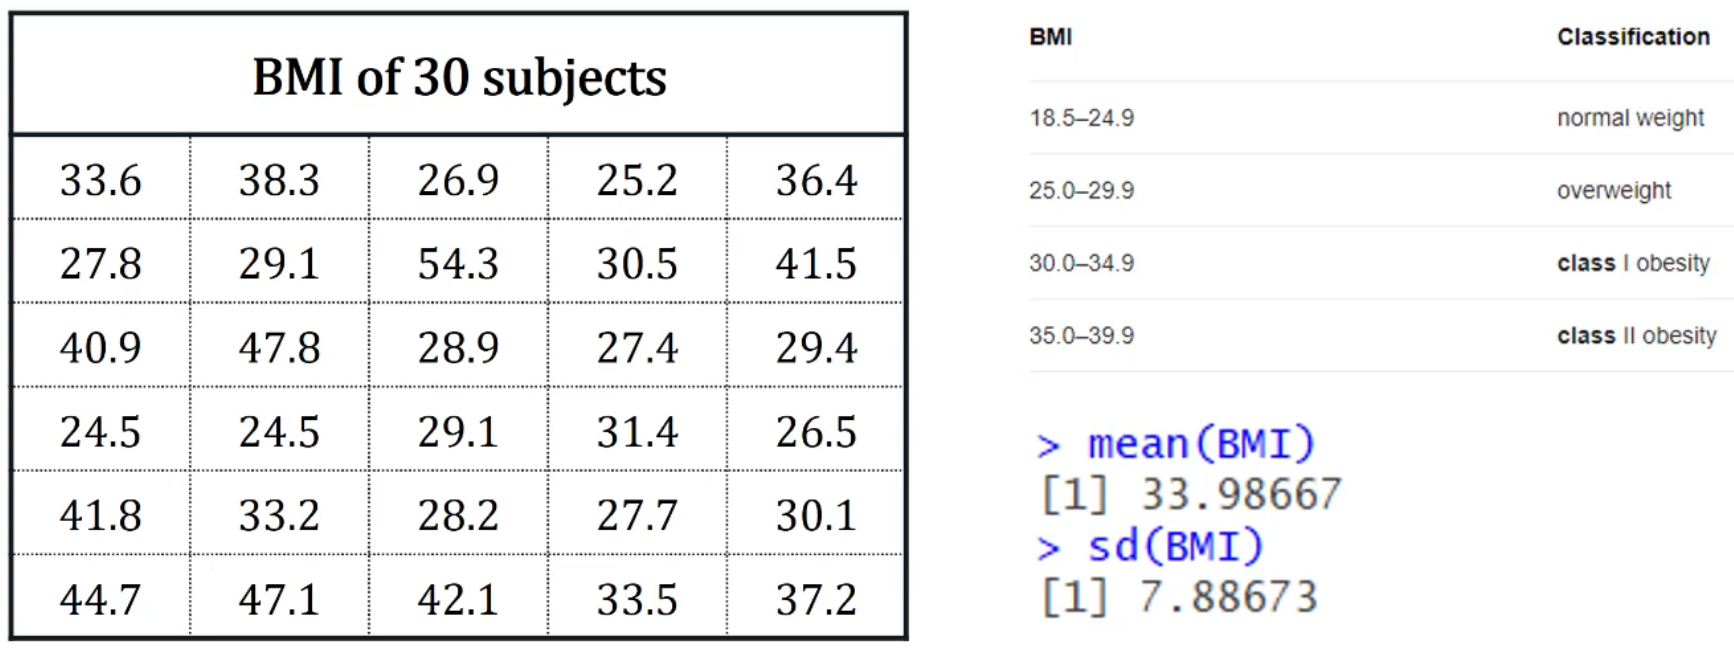 BMI of 30 subjects
33.6 38.3 26.9 25.2 36.4
27.8 29.1 54.3 30.5 41.5
40.9 47.8 28.9 27.4 29.4
24.5 24.5 29.1 31.4 26.5
41.8 33.2 28.2 27.7 30.1
44.7 47.1 42.1 33.5 37.2
BMI Classification
18.5–24.9 normal weight
25.0–29.9 overweight
30.0–34.9 class I obesity
35.0–39.9 class II obesity
> mean(BMI)
[1] 33.98667
> sd(BMI)
[1] 7.88673